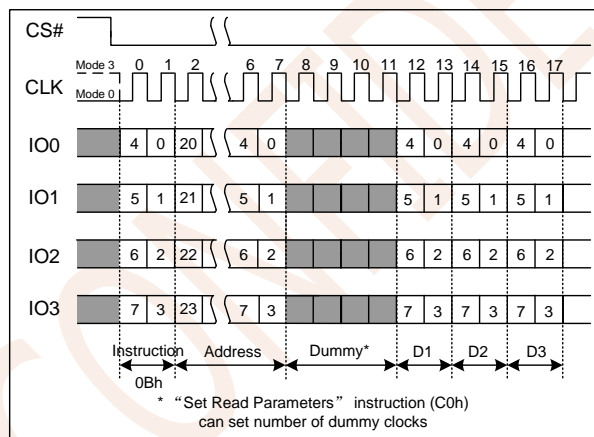 CS#
Mode 3 0 1 2 6 7 8 9 10 11 12 13 14 15 16 17
CLK
Mode 0
IO0 4 0 20 4 0 4 0 4 0 4 0
IO1 5 1 21 5 1 5 1 5 1 5 1
IO2 6 2 22 6 2 6 2 6 2 6 2
IO3 7 3 23 7 3 7 3 7 3 7 3
Instruction Address Dummy* D1 D2 D3
0Bh
* “Set Read Parameters” instruction (C0h)
can set number of dummy clocks